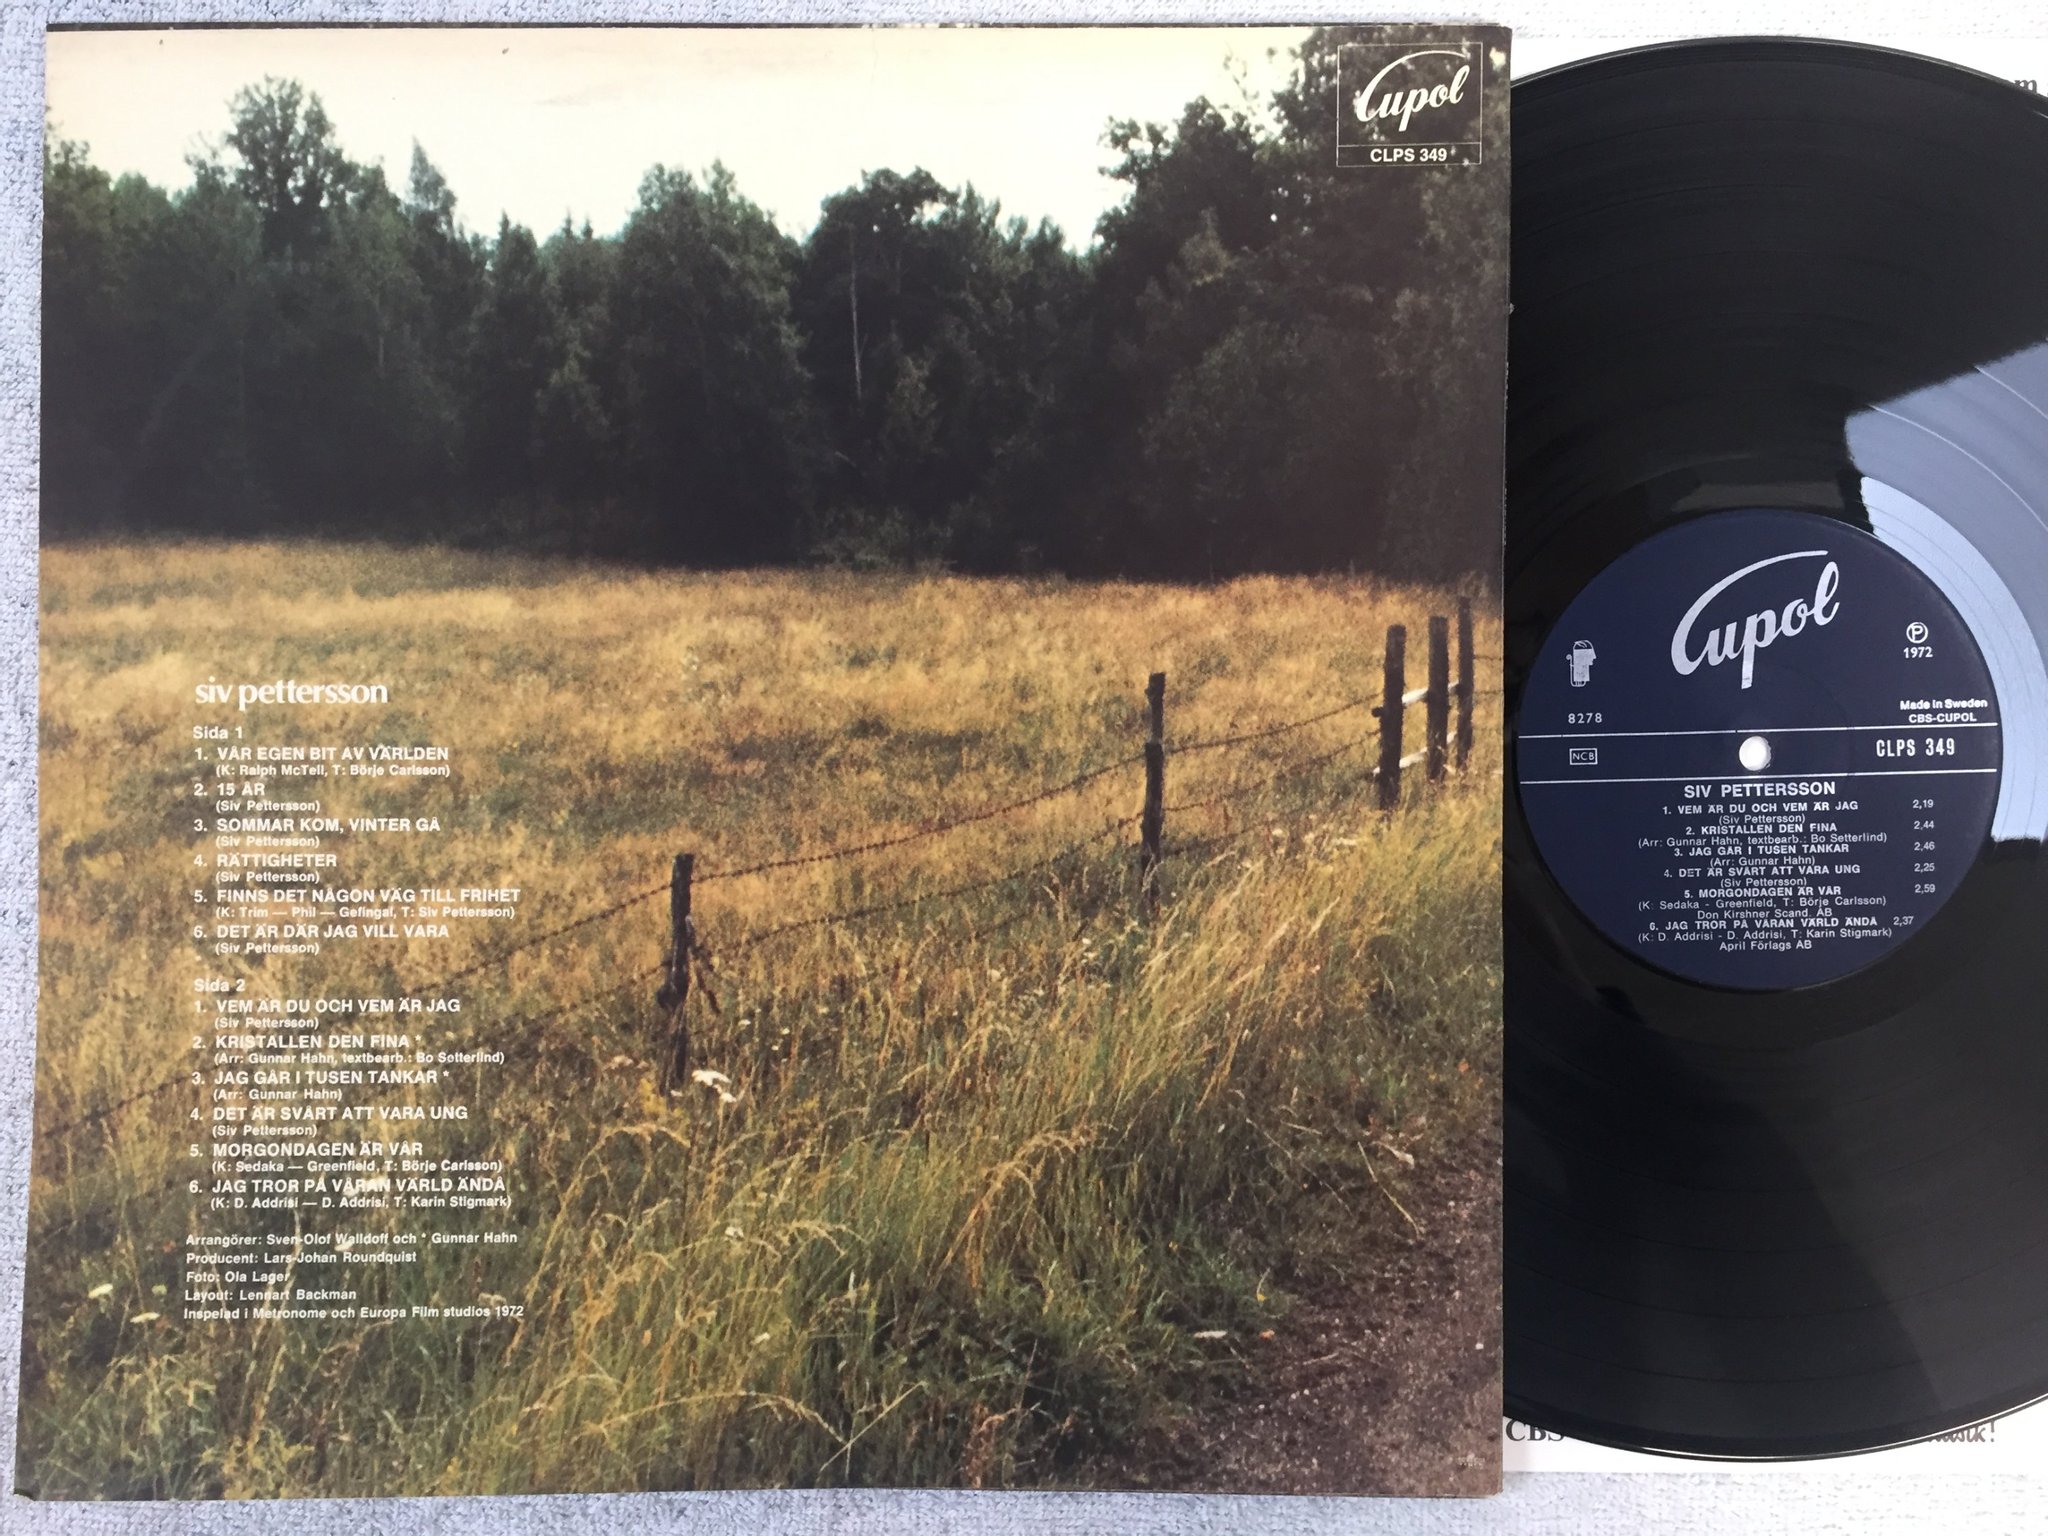 Cupol
CLPS 349
siv pettersson
Sida 1
1. VÅR EGEN BIT AV VÄRLDEN
(K: Ralph McTell, T: Börje Carlsson)
2. 15 ÅR
(Siv Pettersson)
3. SOMMAR KOM, VINTER GÅ
(Siv Pettersson)
4. RÄTTIGHETER
(Siv Pettersson)
5. FINNS DET NÅGON VÄG TILL FRIHET
(K: Trim — Phil — Gefingal, T: Siv Pettersson)
6. DET ÄR DÄR JAG VILL VARA
(Siv Pettersson)
Sida 2
1. VEM ÄR DU OCH VEM ÄR JAG
(Siv Pettersson)
2. KRISTALLEN DEN FINA *
(Arr: Gunnar Hahn, textbearb.: Bo Setterlind)
3. JAG GÅR I TUSEN TANKAR *
(Arr: Gunnar Hahn)
4. DET ÄR SVÅRT ATT VARA UNG
(Siv Pettersson)
5. MORGONDAGEN ÄR VÅR
(K: Sedaka — Greenfield, T: Börje Carlsson)
6. JAG TROR PÅ VÅRAN VÄRLD ÄNDÅ
(K: D. Addrisi — D. Addrisi, T: Karin Stigmark)
Arrangörer: Sven-Olof Walldoff och * Gunnar Hahn
Producent: Lars-Johan Roundquist
Foto: Ola Lager
Layout: Lennart Backman
Inspelad i Metronome och Europa Film studios 1972
Cupol
P
1972
8278
Made in Sweden
CBS-CUPOL
NCB
CLPS 349
SIV PETTERSSON
1. VEM ÄR DU OCH VEM ÄR JAG 2,19
(Siv Pettersson)
2. KRISTALLEN DEN FINA 2,44
(Arr: Gunnar Hahn, textbearb.: Bo Setterlind)
3. JAG GÅR I TUSEN TANKAR 2,46
(Arr: Gunnar Hahn)
4. DET ÄR SVÅRT ATT VARA UNG 2,25
(Siv Pettersson)
5. MORGONDAGEN ÄR VÅR 2,59
(K: Sedaka - Greenfield, T: Börje Carlsson)
Don Kirshner Scand. AB
6. JAG TROR PÅ VÅRAN VÄRLD ÄNDÅ 2,37
(K: D. Addrisi - D. Addrisi, T: Karin Stigmark)
April Förlags AB
CBS